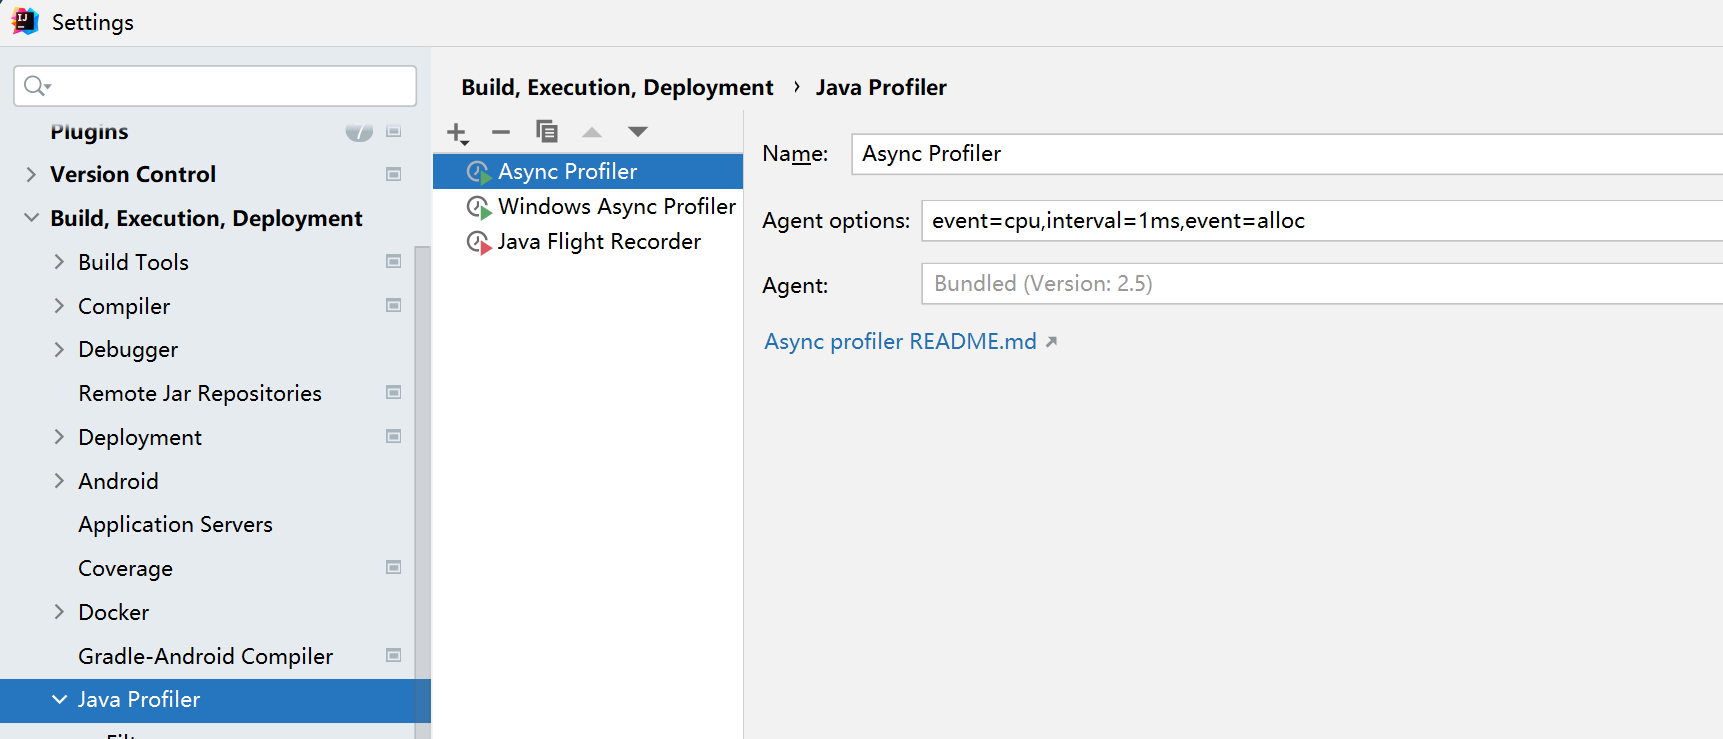 Settings
Plugins 7
Version Control
Build, Execution, Deployment
Build Tools
Compiler
Debugger
Remote Jar Repositories
Deployment
Android
Application Servers
Coverage
Docker
Gradle-Android Compiler
Java Profiler
Build, Execution, Deployment › Java Profiler
Async Profiler
Windows Async Profiler
Java Flight Recorder
Name: Async Profiler
Agent options: event=cpu,interval=1ms,event=alloc
Agent: Bundled (Version: 2.5)
Async profiler README.md